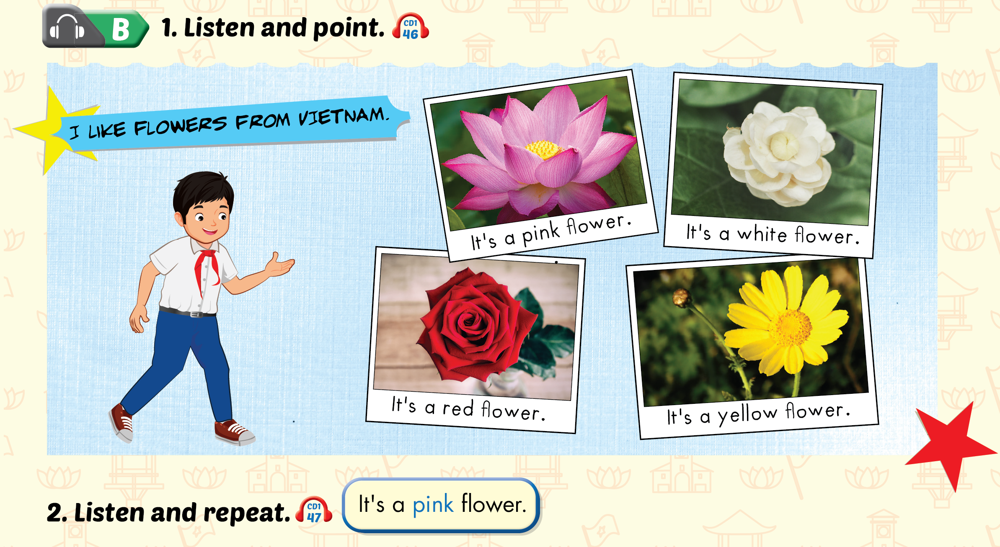 B 1. Listen and point. CD1 46
I LIKE FLOWERS FROM VIETNAM.
It's a pink flower.
It's a white flower.
It's a red flower.
It's a yellow flower.
2. Listen and repeat. CD1 47
It's a pink flower.